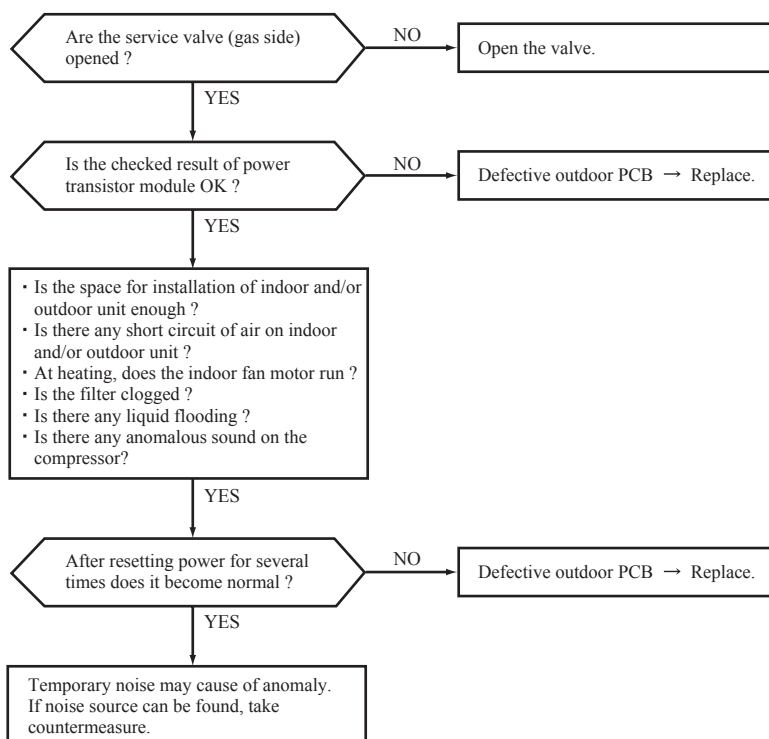 Are the service valve (gas side)
opened ?
NO
Open the valve.
YES
Is the checked result of power
transistor module OK ?
NO
Defective outdoor PCB → Replace.
YES
・Is the space for installation of indoor and/or
outdoor unit enough ?
・Is there any short circuit of air on indoor
and/or outdoor unit ?
・At heating, does the indoor fan motor run ?
・Is the filter clogged ?
・Is there any liquid flooding ?
・Is there any anomalous sound on the
compressor?
YES
After resetting power for several
times does it become normal ?
NO
Defective outdoor PCB → Replace.
YES
Temporary noise may cause of anomaly.
If noise source can be found, take
countermeasure.